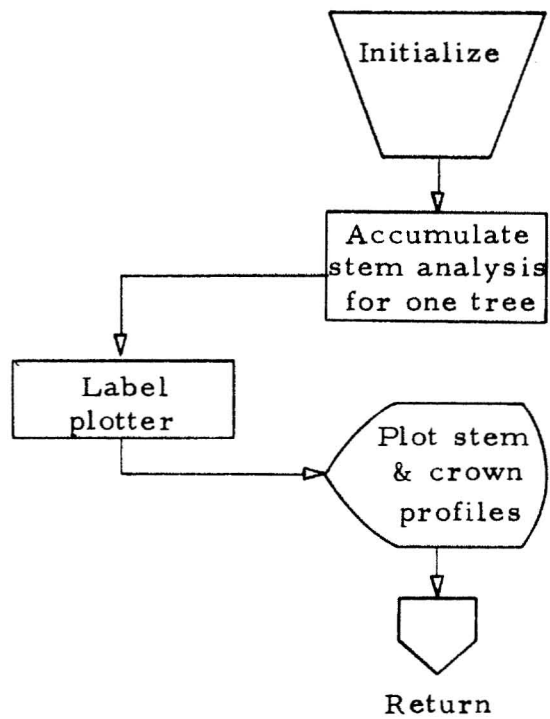 Initialize
Accumulate
stem analysis
for one tree
Label
plotter
Plot stem
& crown
profiles
Return